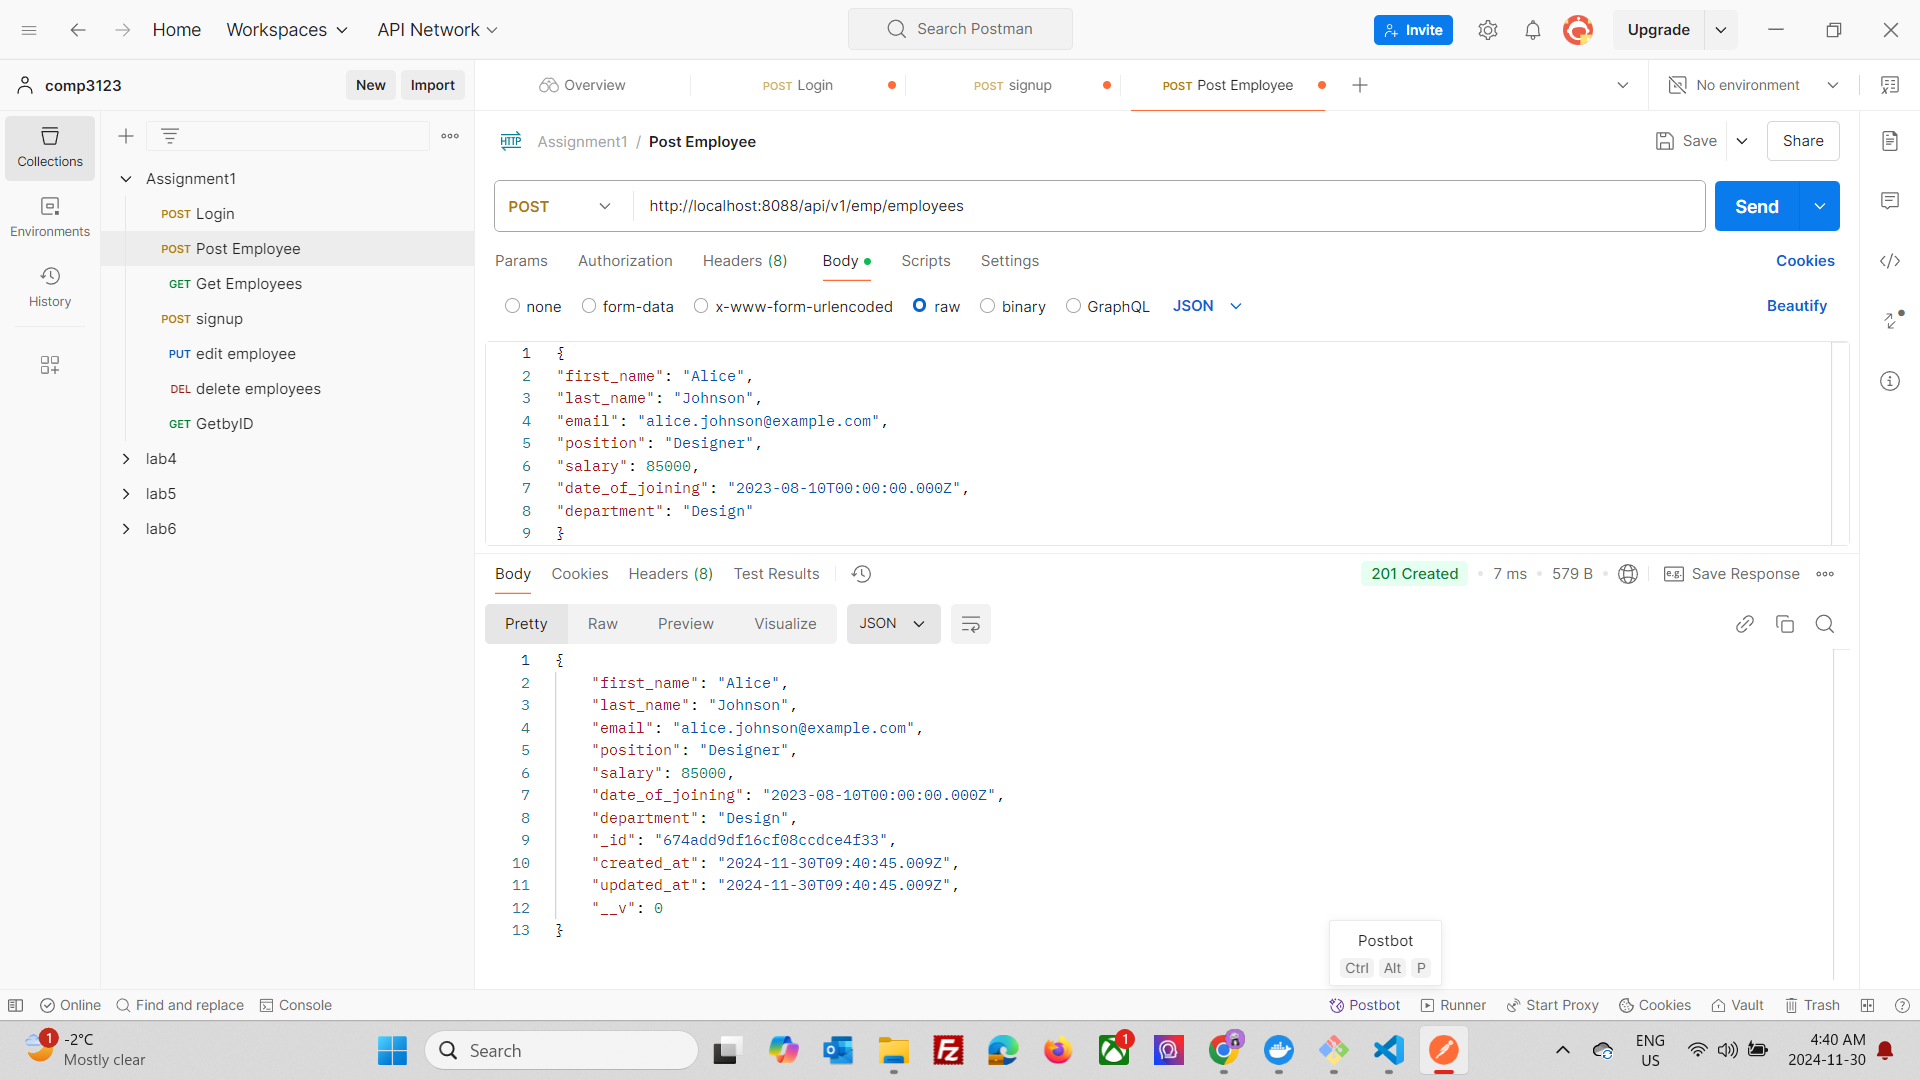 Home Workspaces API Network Search Postman Invite Upgrade
comp3123 New Import Overview POST Login POST signup POST Post Employee No environment
Collections
Environments
History
Assignment1
POST Login
POST Post Employee
GET Get Employees
POST signup
PUT edit employee
DEL delete employees
GET GetbyID
lab4
lab5
lab6
HTTP Assignment1 / Post Employee Save Share
POST http://localhost:8088/api/v1/emp/employees Send
Params Authorization Headers (8) Body Scripts Settings Cookies
none form-data x-www-form-urlencoded raw binary GraphQL JSON Beautify
1 {
2 "first_name": "Alice",
3 "last_name": "Johnson",
4 "email": "alice.johnson@example.com",
5 "position": "Designer",
6 "salary": 85000,
7 "date_of_joining": "2023-08-10T00:00:00.000Z",
8 "department": "Design"
9 }
Body Cookies Headers (8) Test Results 201 Created 7 ms 579 B e.g. Save Response
Pretty Raw Preview Visualize JSON
1 {
2 "first_name": "Alice",
3 "last_name": "Johnson",
4 "email": "alice.johnson@example.com",
5 "position": "Designer",
6 "salary": 85000,
7 "date_of_joining": "2023-08-10T00:00:00.000Z",
8 "department": "Design",
9 "_id": "674add9df16cf08ccdce4f33",
10 "created_at": "2024-11-30T09:40:45.009Z",
11 "updated_at": "2024-11-30T09:40:45.009Z",
12 "__v": 0
13 }
Postbot
Ctrl Alt P
Online Find and replace Console Postbot Runner Start Proxy Cookies Vault Trash
1 -2°C
Mostly clear
Search
Fz
1
ENG
US
4:40 AM
2024-11-30